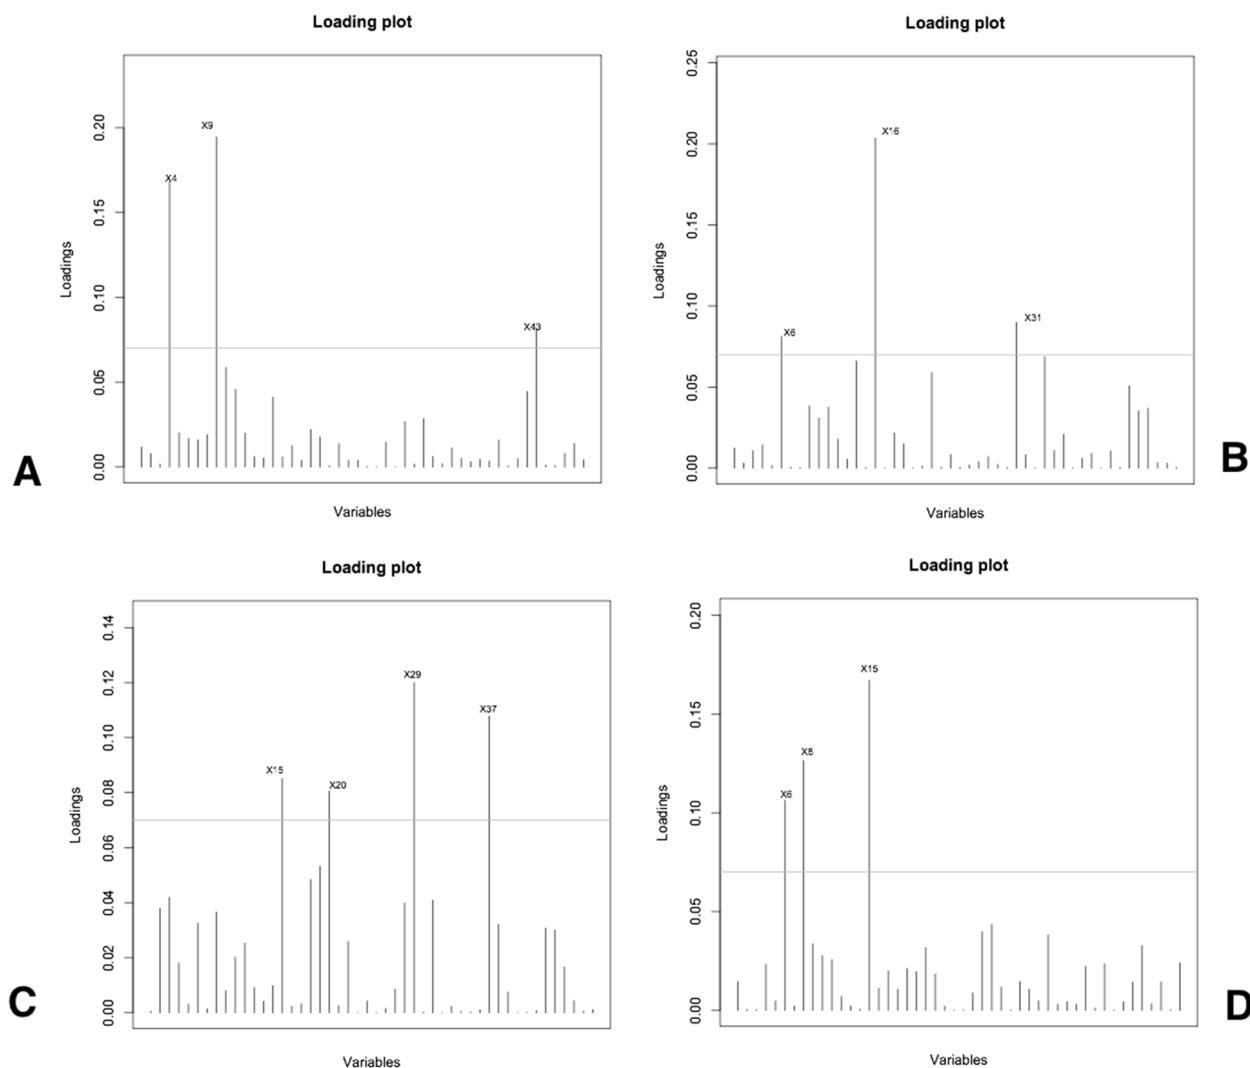 Loading plot
Loadings
0.00
0.05
0.10
0.15
0.20
X4
X9
X43
Variables
A
Loading plot
Loadings
0.00
0.05
0.10
0.15
0.20
0.25
X6
X16
X31
Variables
B
Loading plot
Loadings
0.00
0.02
0.04
0.06
0.08
0.10
0.12
0.14
X15
X20
X29
X37
Variables
C
Loading plot
Loadings
0.00
0.05
0.10
0.15
0.20
X6
X8
X15
Variables
D